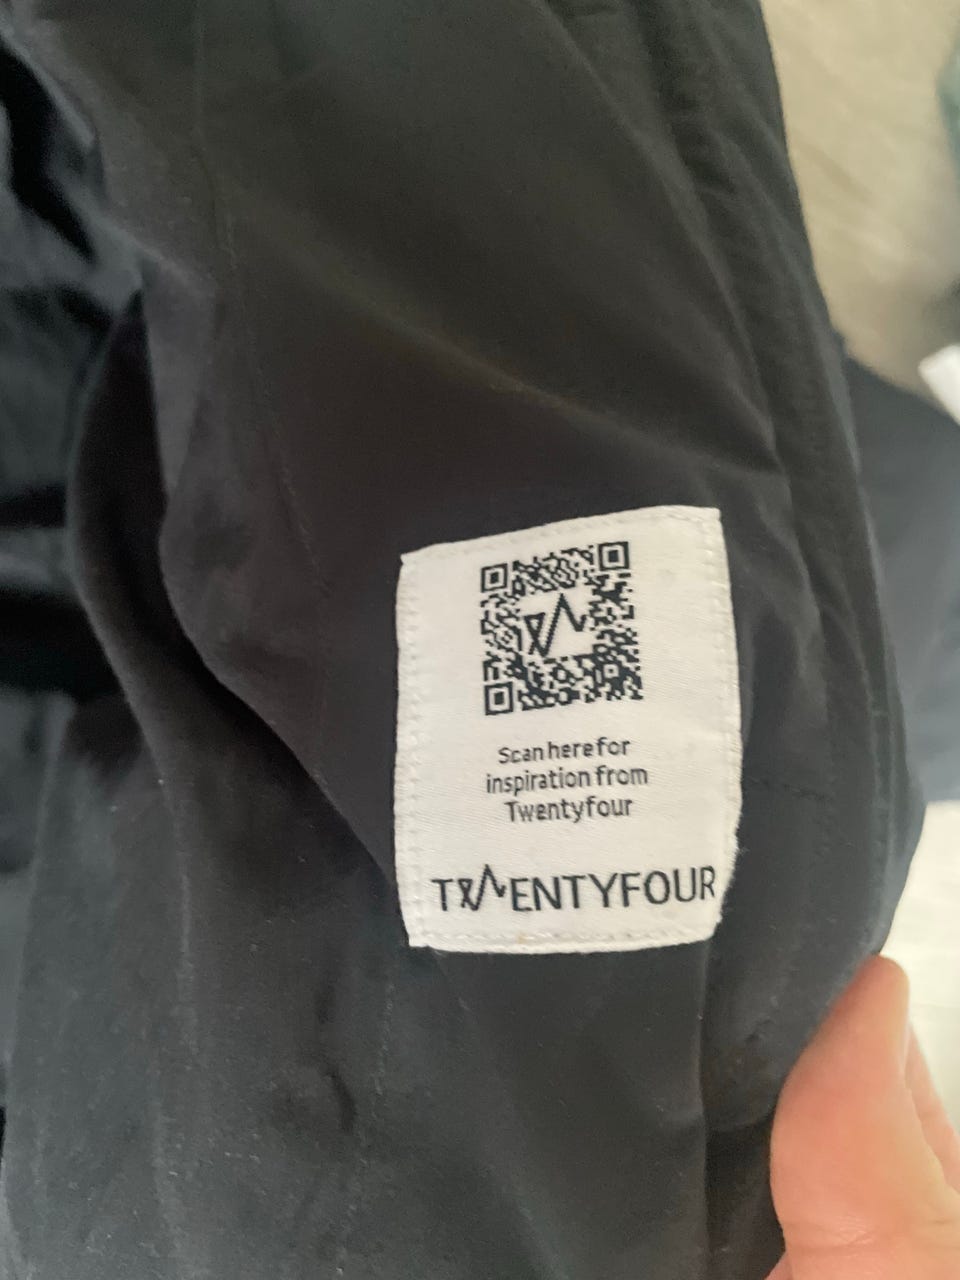 Scan here for
inspiration from
Twentyfour
TWENTYFOUR